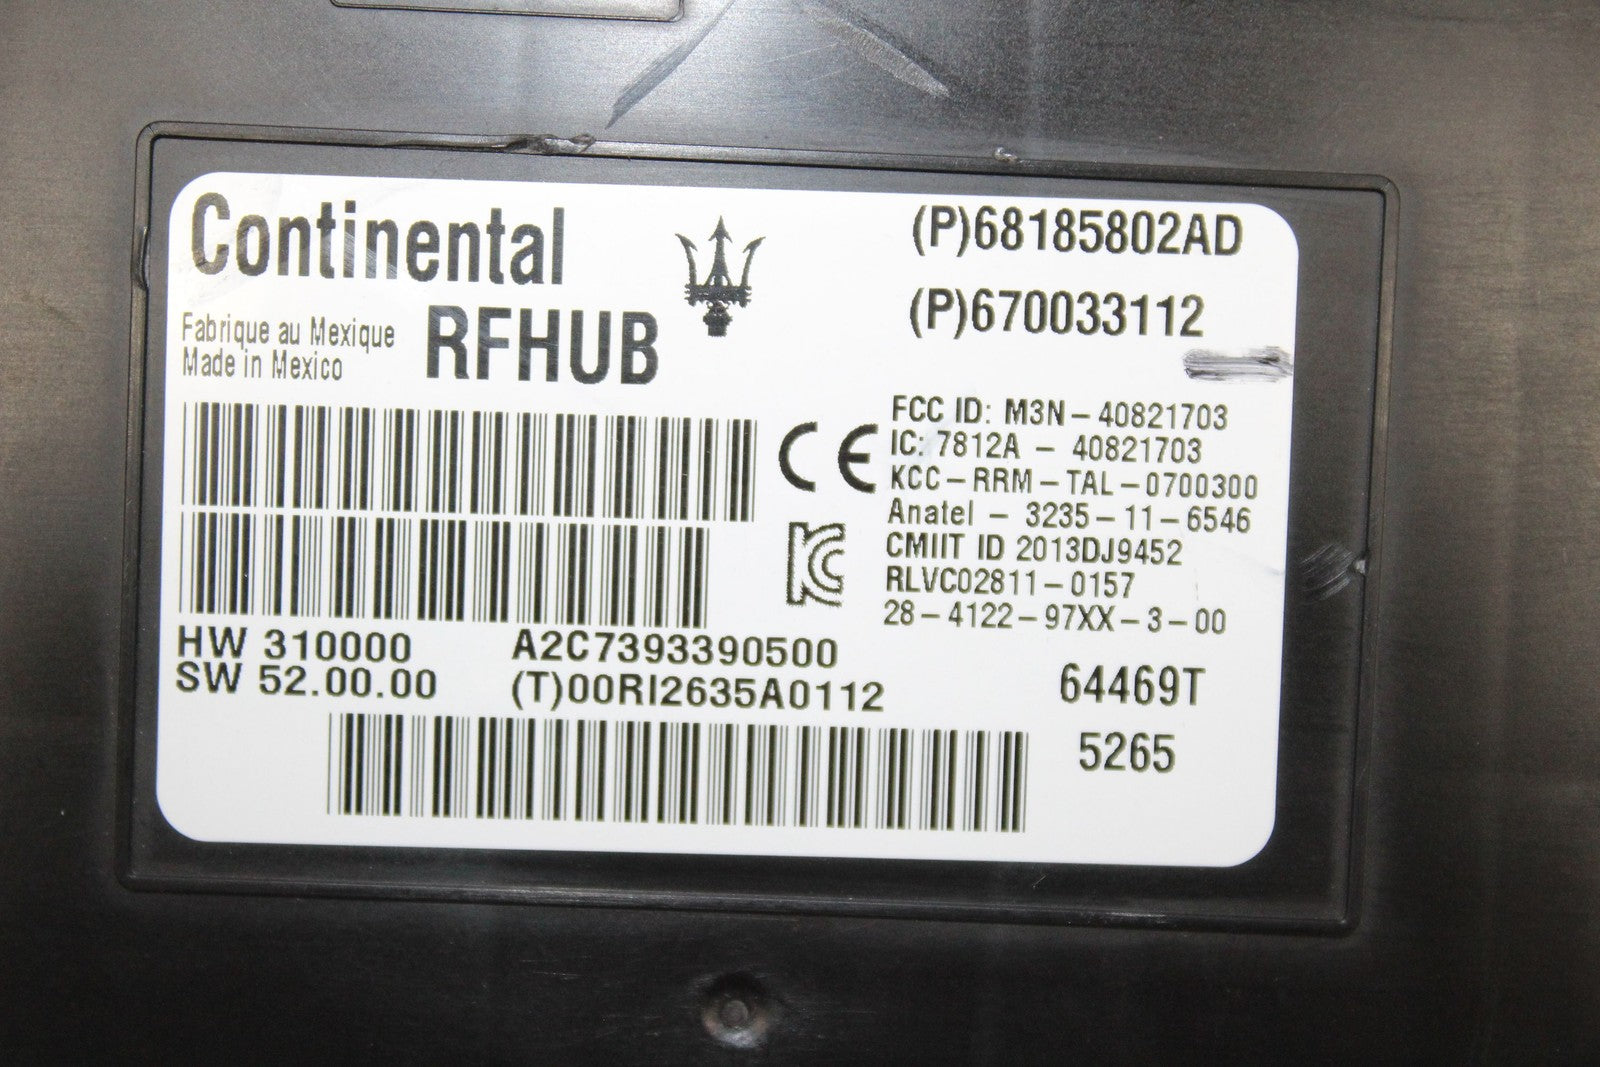 Continental
RFHUB
Fabrique au Mexique
Made in Mexico
(P)68185802AD
(P)670033112
CE
FCC ID: M3N-40821703
IC: 7812A - 40821703
KCC-RRM-TAL-0700300
Anatel - 3235-11-6546
CMIIT ID 2013DJ9452
RLVC02811-0157
28-4122-97XX-3-00
HW 310000
SW 52.00.00
A2C7393390500
(T)00RI2635A0112
64469T
5265